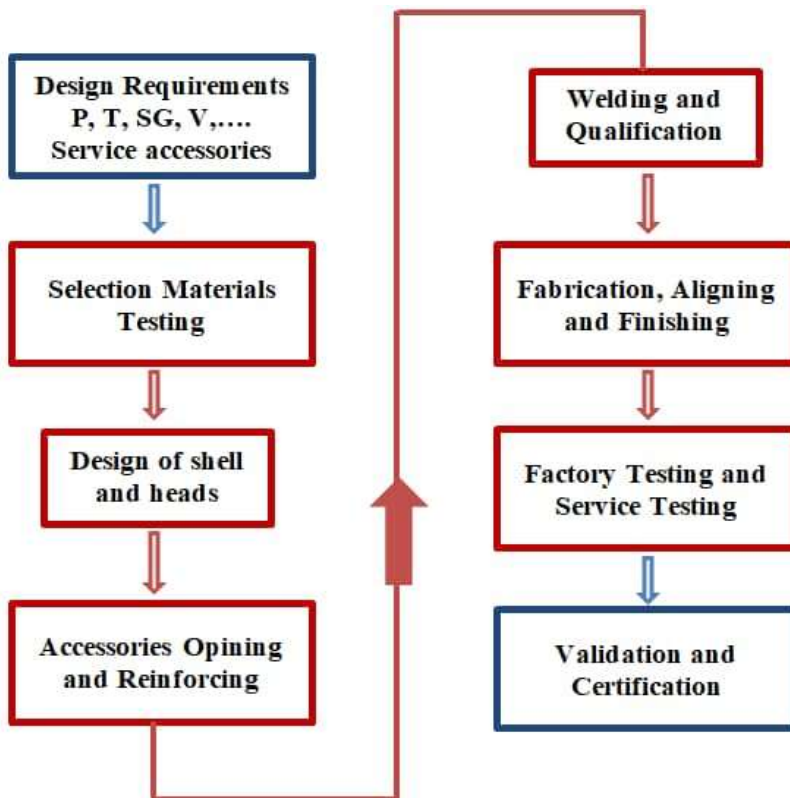 Design Requirements
P, T, SG, V,....
Service accessories
Selection Materials
Testing
Design of shell
and heads
Accessories Opining
and Reinforcing
Welding and
Qualification
Fabrication, Aligning
and Finishing
Factory Testing and
Service Testing
Validation and
Certification